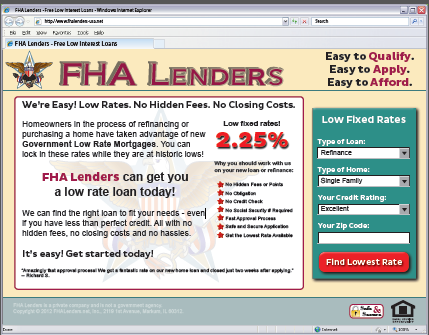 FHA Lenders - Free Low Interest Loans - Windows Internet Explorer
http://www.fhalenders-usa.net
Search
File Edit View Favorites Tools Help
FHA Lenders - Free Low Interest Loans
FHA LENDERS
Easy to Qualify.
Easy to Apply.
Easy to Afford.
We're Easy! Low Rates. No Hidden Fees. No Closing Costs.
Homeowners in the process of refinancing or
purchasing a home have taken advantage of new
Government Low Rate Mortgages. You can
lock in these rates while they are at historic lows!
FHA Lenders can get you
a low rate loan today!
We can find the right loan to fit your needs - even
if you have less than perfect credit. All with no
hidden fees, no closing costs and no hassles.
It's easy! Get started today!
"Amazingly fast approval process! We got a fantastic rate on our new home loan and closed just two weeks after applying."
— Richard S.
Low fixed rates!
2.25%
Why you should work with us
on your new loan or refinance:
No Hidden Fees or Points
No Obligation
No Credit Check
No Social Security # Required
Fast Approval Process
Safe and Secure Application
Get the Lowest Rate Available
Low Fixed Rates
Type of Loan:
Refinance
Type of Home:
Single Family
Your Credit Rating:
Excellent
Your Zip Code:
Find Lowest Rate
FHA Lenders is a private company and is not a government agency.
Internet
100%